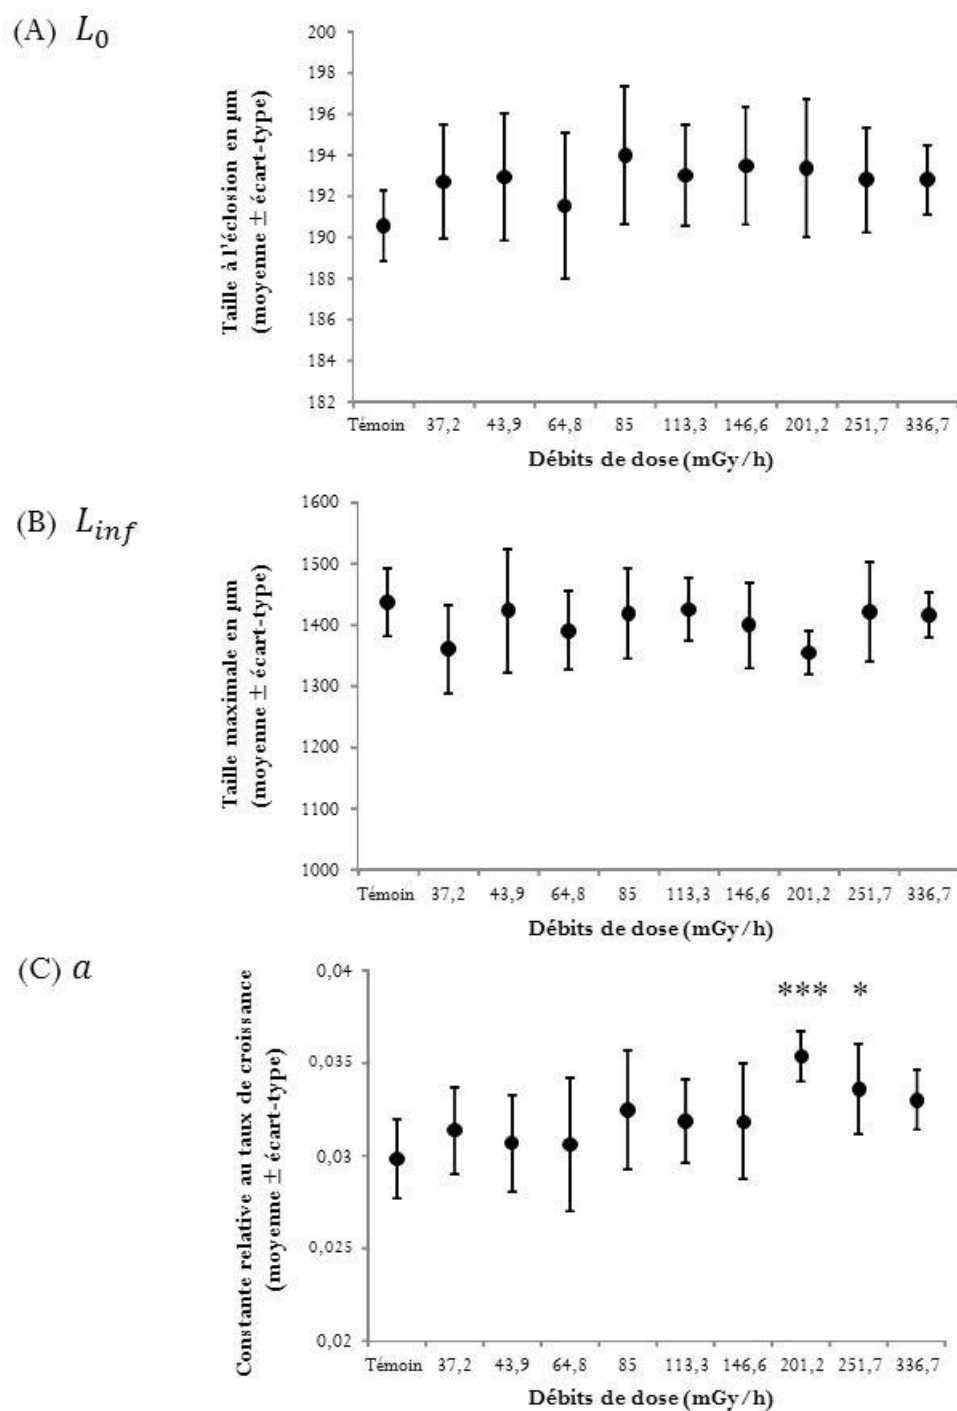 (A) L0
Taille à l'éclosion en µm
(moyenne ± écart-type)
200
198
196
194
192
190
188
186
184
182
Témoin 37,2 43,9 64,8 85 113,3 146,6 201,2 251,7 336,7
Débits de dose (mGy/h)
(B) Linf
Taille maximale en µm
(moyenne ± écart-type)
1600
1500
1400
1300
1200
1100
1000
Témoin 37,2 43,9 64,8 85 113,3 146,6 201,2 251,7 336,7
Débits de dose (mGy/h)
(C) a
Constante relative au taux de croissance
(moyenne ± écart-type)
0,04
0,035
0,03
0,025
0,02
*** *
Témoin 37,2 43,9 64,8 85 113,3 146,6 201,2 251,7 336,7
Débits de dose (mGy/h)